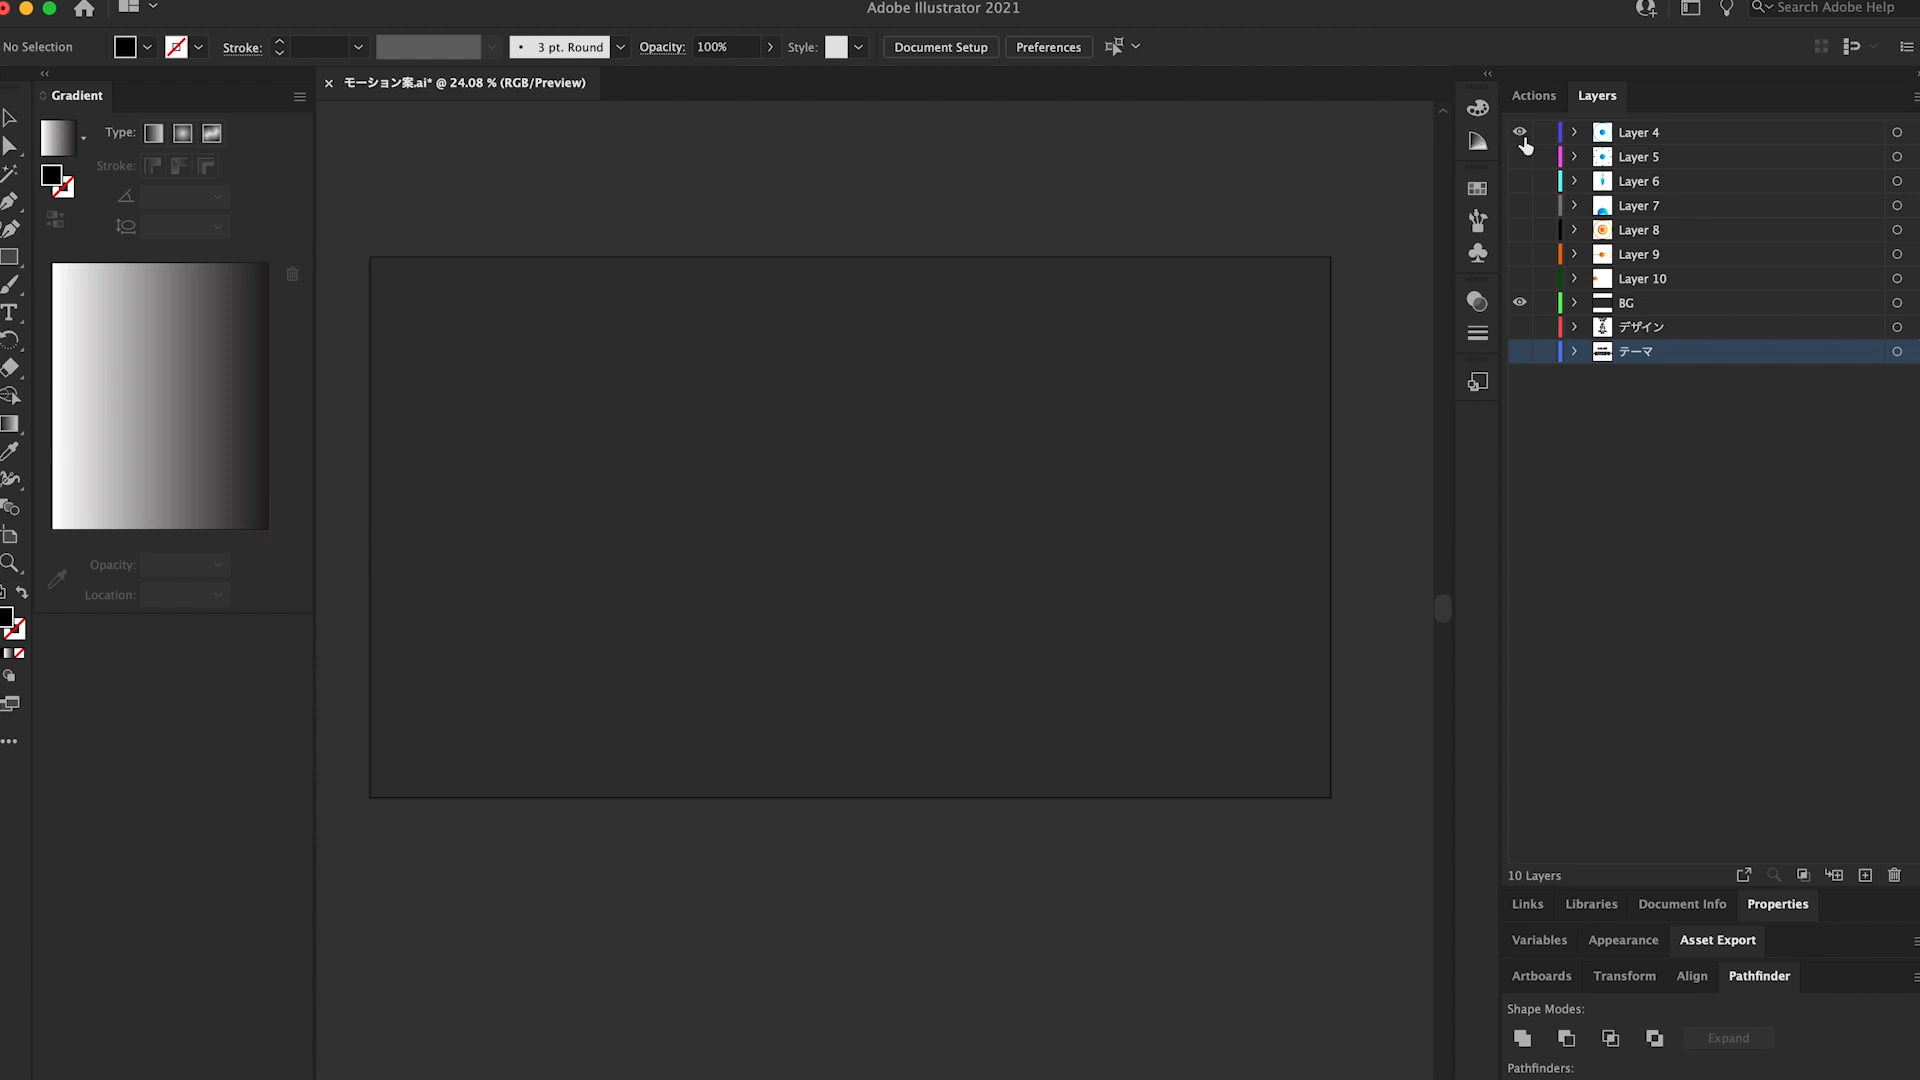 Adobe Illustrator 2021
Search Adobe Help
No Selection
Stroke:
3 pt. Round
Opacity:
100%
Style:
Document Setup
Preferences
モーション案.ai* @ 24.08 % (RGB/Preview)
Gradient
Type:
Stroke:
Opacity:
Location:
Actions
Layers
Layer 4
Layer 5
Layer 6
Layer 7
Layer 8
Layer 9
Layer 10
BG
デザイン
テーマ
10 Layers
Links
Libraries
Document Info
Properties
Variables
Appearance
Asset Export
Artboards
Transform
Align
Pathfinder
Shape Modes:
Expand
Pathfinders: